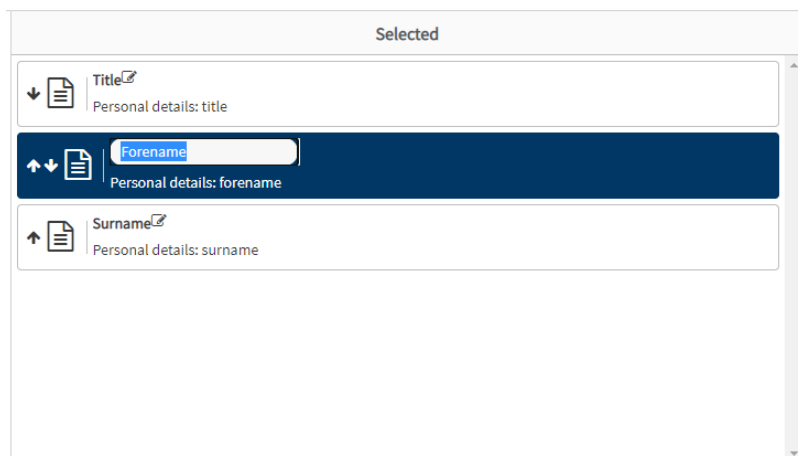 Selected
Title
Personal details: title
Forename
Personal details: forename
Surname
Personal details: surname